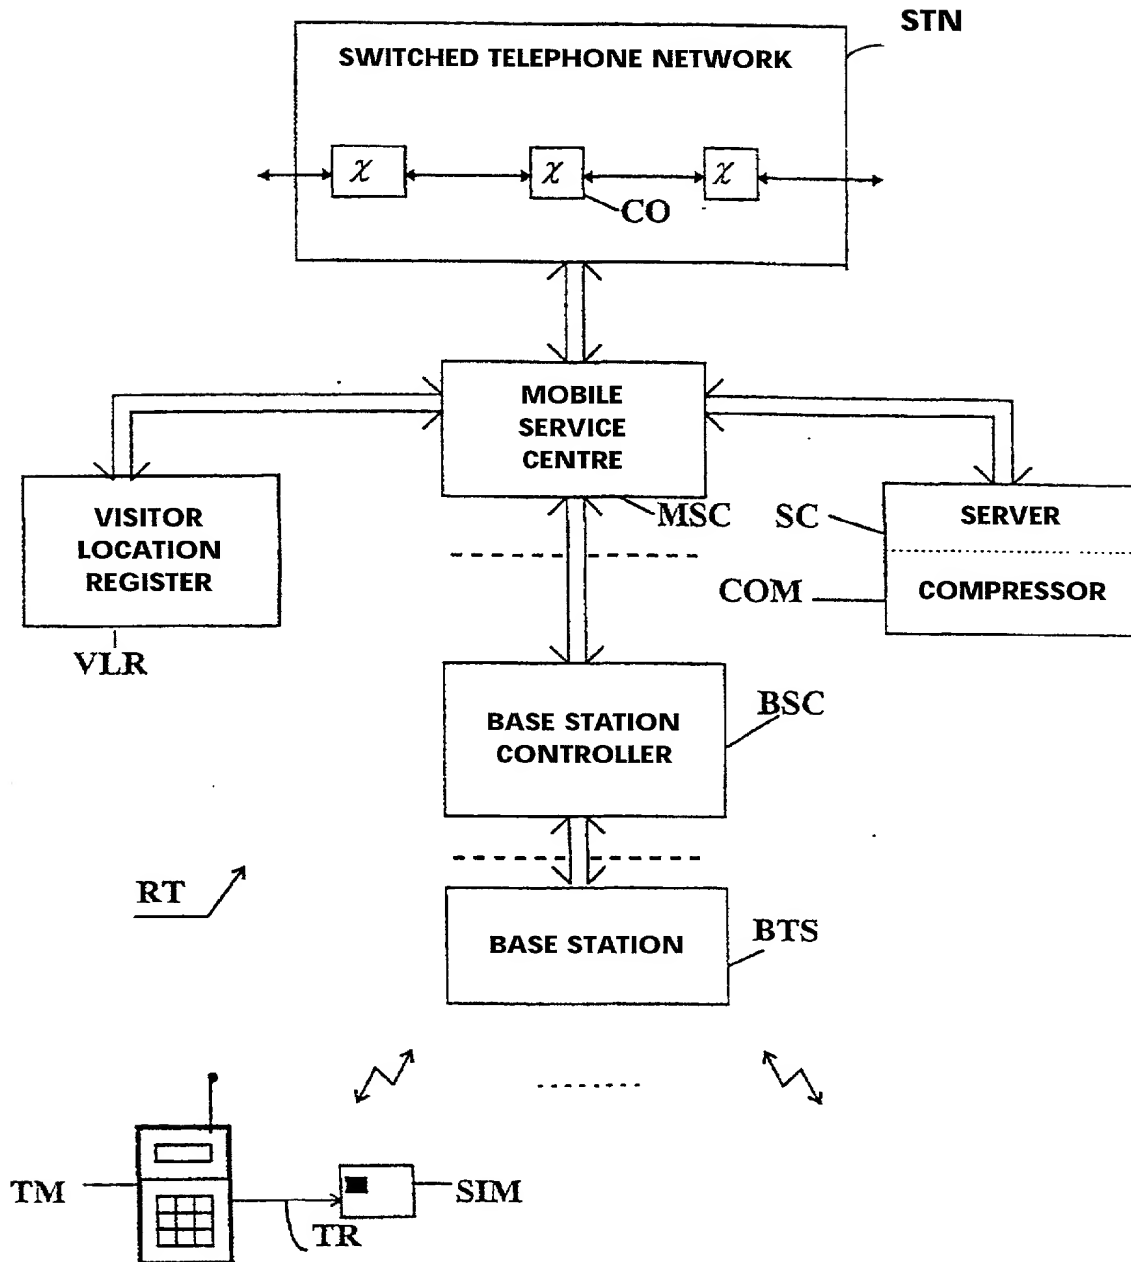 STN
SWITCHED TELEPHONE NETWORK
χ χ χ
CO
MOBILE
SERVICE
CENTRE
MSC
VISITOR
LOCATION
REGISTER
VLR
SC
SERVER
COM
COMPRESSOR
BSC
BASE STATION
CONTROLLER
RT
BTS
BASE STATION
TM
SIM
TR